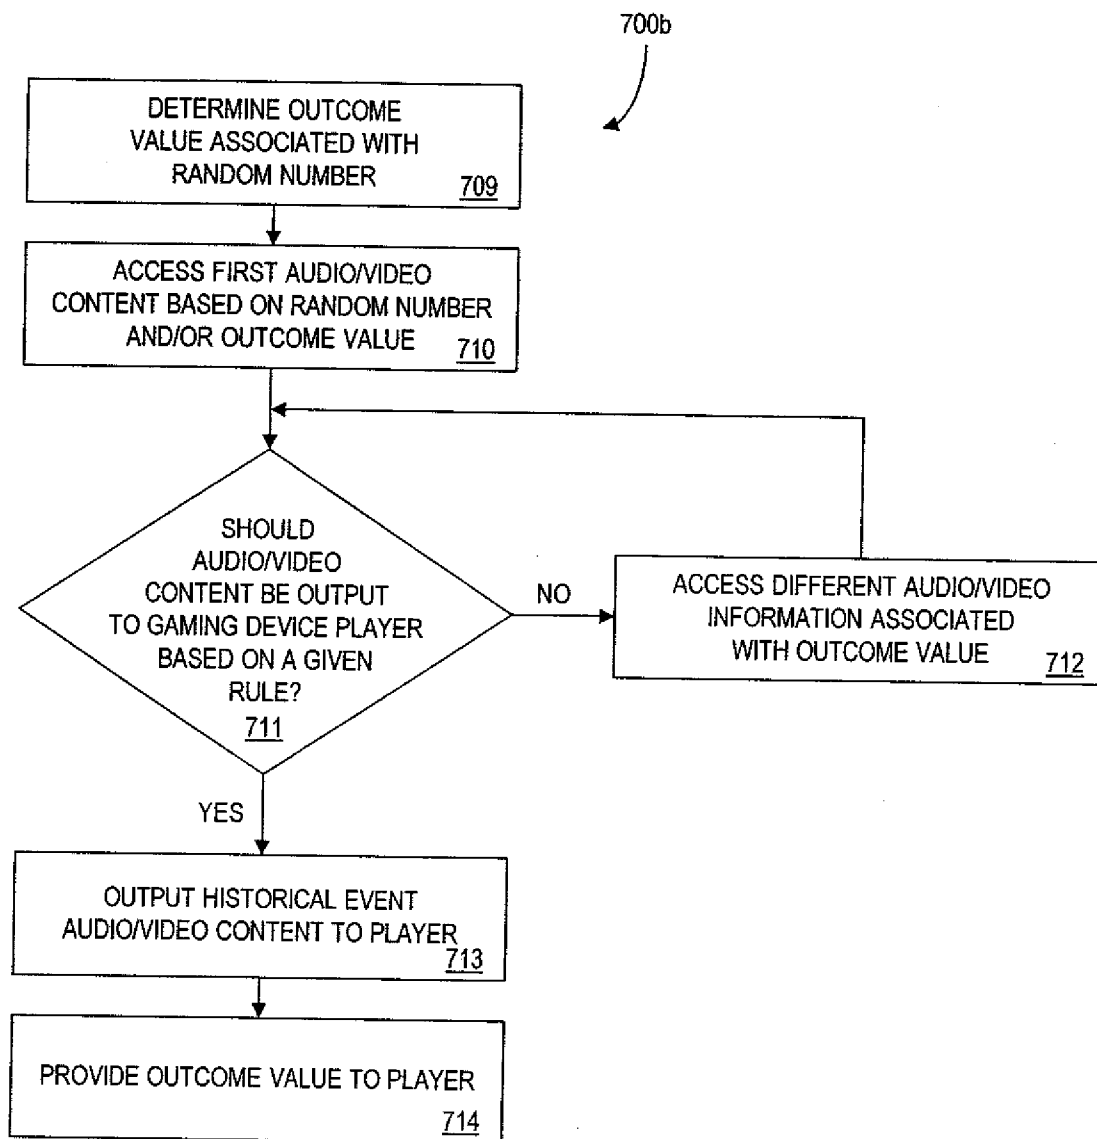 700b
DETERMINE OUTCOME
VALUE ASSOCIATED WITH
RANDOM NUMBER
709
ACCESS FIRST AUDIO/VIDEO
CONTENT BASED ON RANDOM NUMBER
AND/OR OUTCOME VALUE
710
SHOULD
AUDIO/VIDEO
CONTENT BE OUTPUT
TO GAMING DEVICE PLAYER
BASED ON A GIVEN
RULE?
711
NO
ACCESS DIFFERENT AUDIO/VIDEO
INFORMATION ASSOCIATED
WITH OUTCOME VALUE
712
YES
OUTPUT HISTORICAL EVENT
AUDIO/VIDEO CONTENT TO PLAYER
713
PROVIDE OUTCOME VALUE TO PLAYER
714